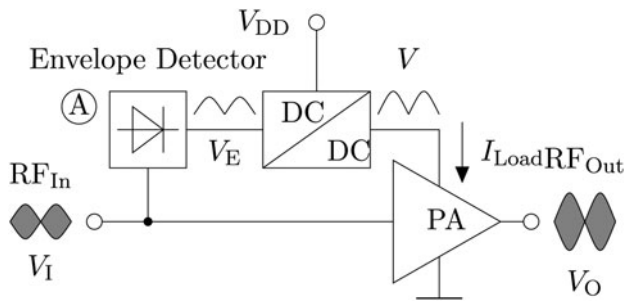 V_DD
Envelope Detector
V
A
DC
DC
V_E
I_Load
RF_Out
RF_In
PA
V_I
V_O